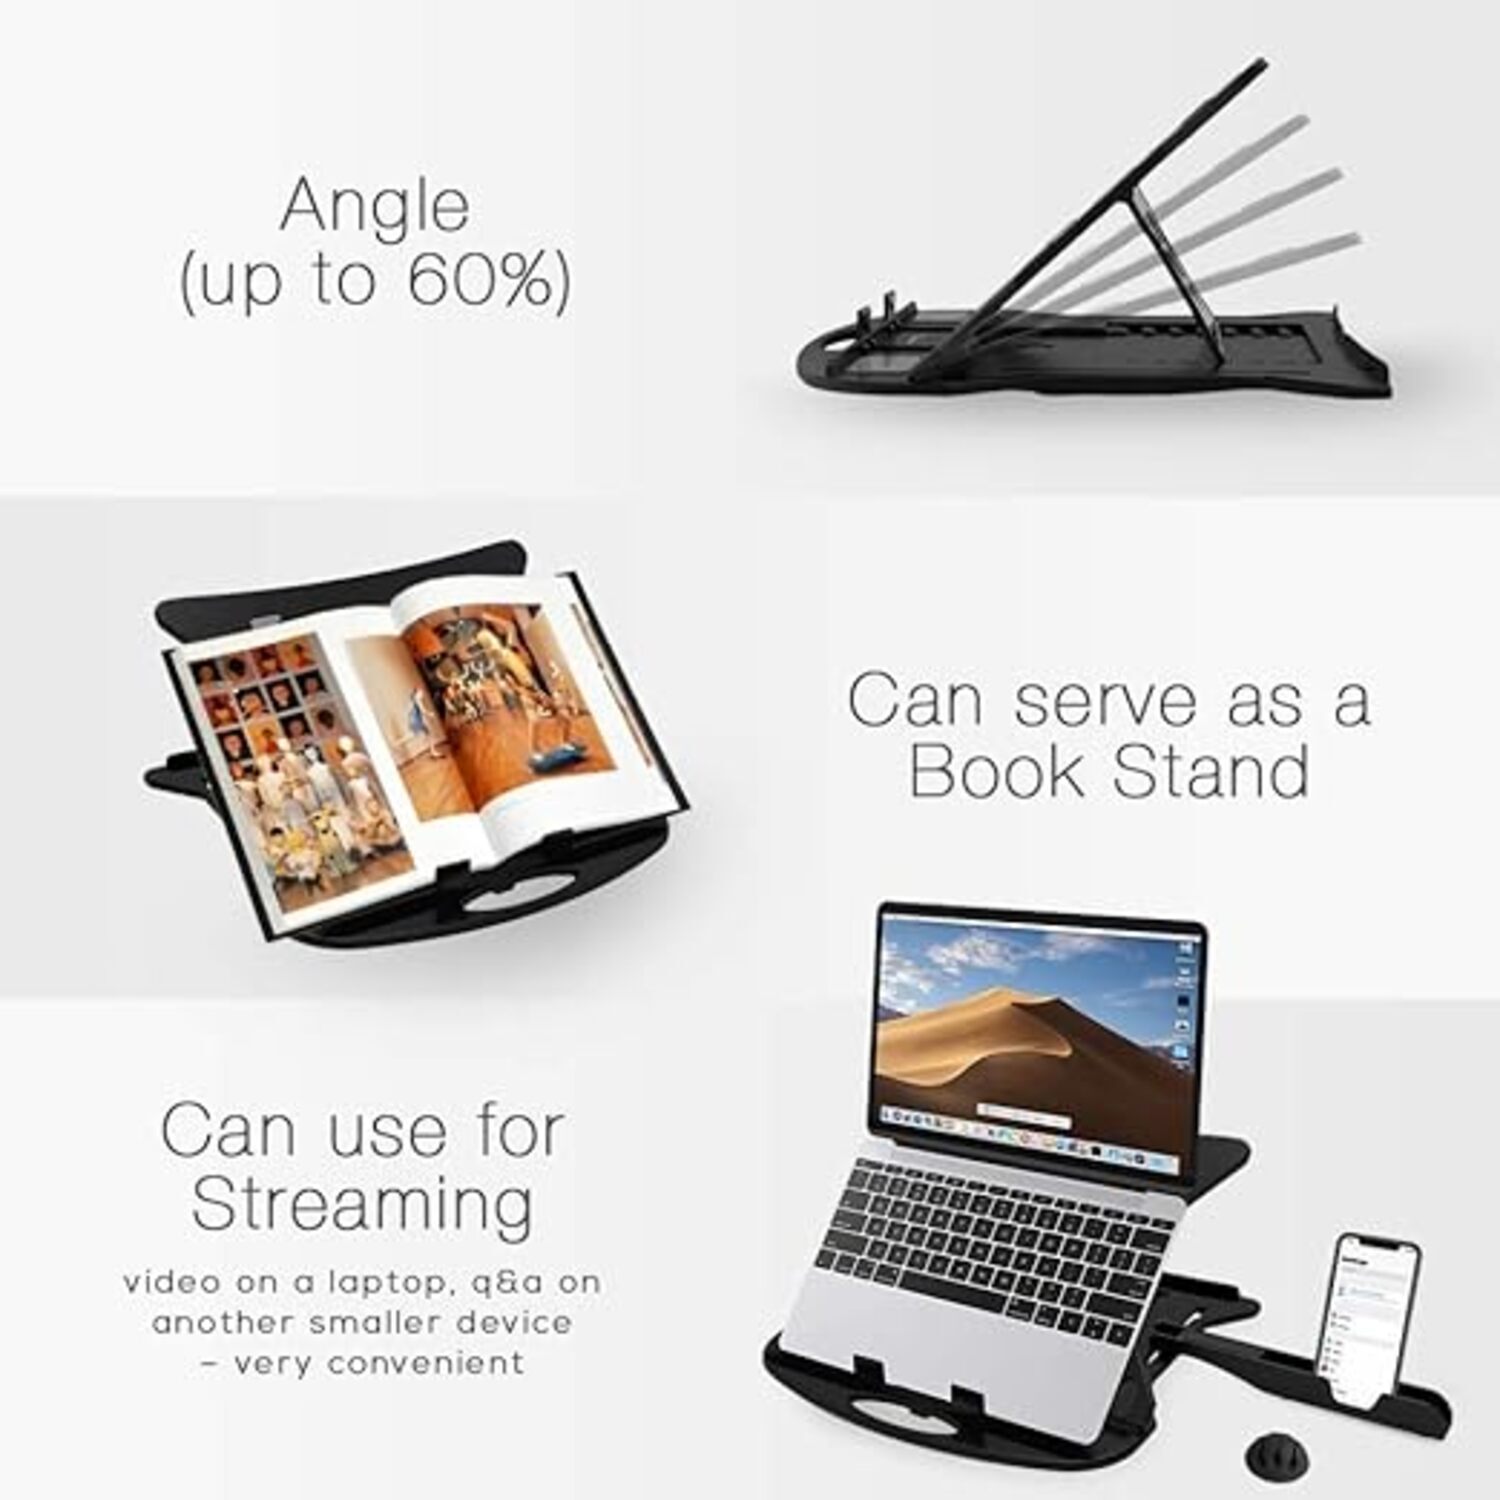 Angle
(up to 60%)
Can serve as a
Book Stand
Can use for
Streaming
video on a laptop, q&a on
another smaller device
– very convenient